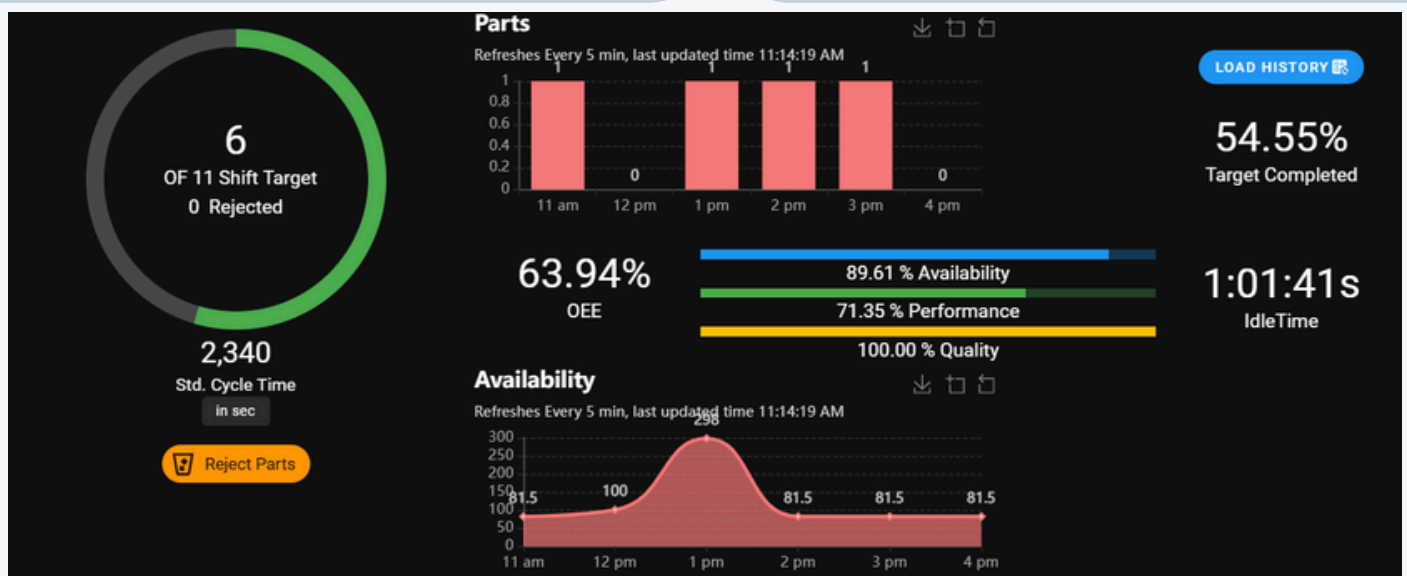 6
OF 11 Shift Target
0 Rejected
2,340
Std. Cycle Time
in sec
Reject Parts
Parts
Refreshes Every 5 min, last updated time 11:14:19 AM
1
0.8
0.6
0.4
0.2
0
1
0
1
1
1
0
11 am
12 pm
1 pm
2 pm
3 pm
4 pm
63.94%
OEE
89.61 % Availability
71.35 % Performance
100.00 % Quality
Availability
Refreshes Every 5 min, last updated time 11:14:19 AM
300
250
200
150
100
50
0
81.5
100
298
81.5
81.5
81.5
11 am
12 pm
1 pm
2 pm
3 pm
4 pm
LOAD HISTORY
54.55%
Target Completed
1:01:41s
IdleTime